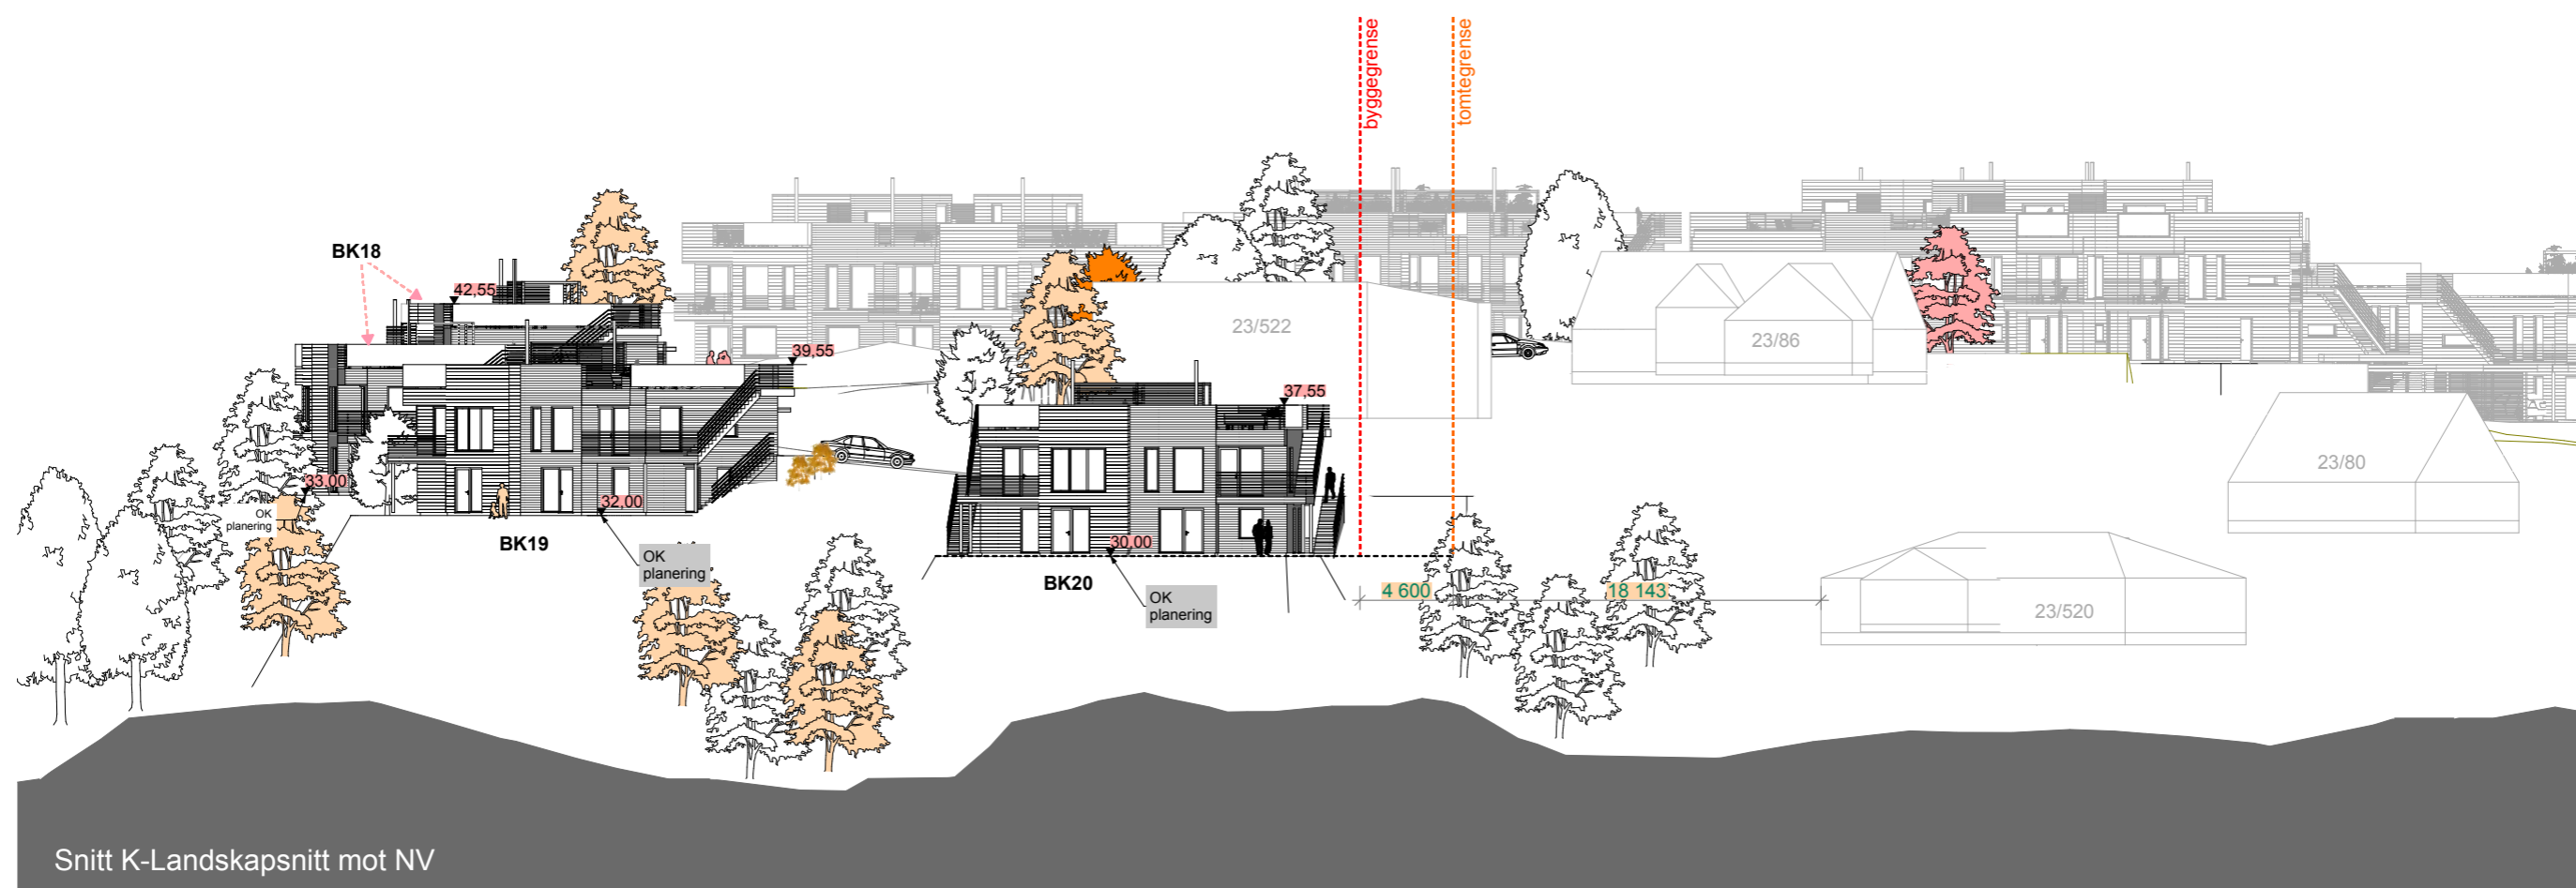 byggegrense
tomtegrense
BK18
42,55
39,55
37,55
23/522
23/86
23/80
33,00
OK
planering
32,00
BK19
OK
planering
30,00
BK20
OK
planering
4 600
18 143
23/520
Snitt K-Landskapsnitt mot NV